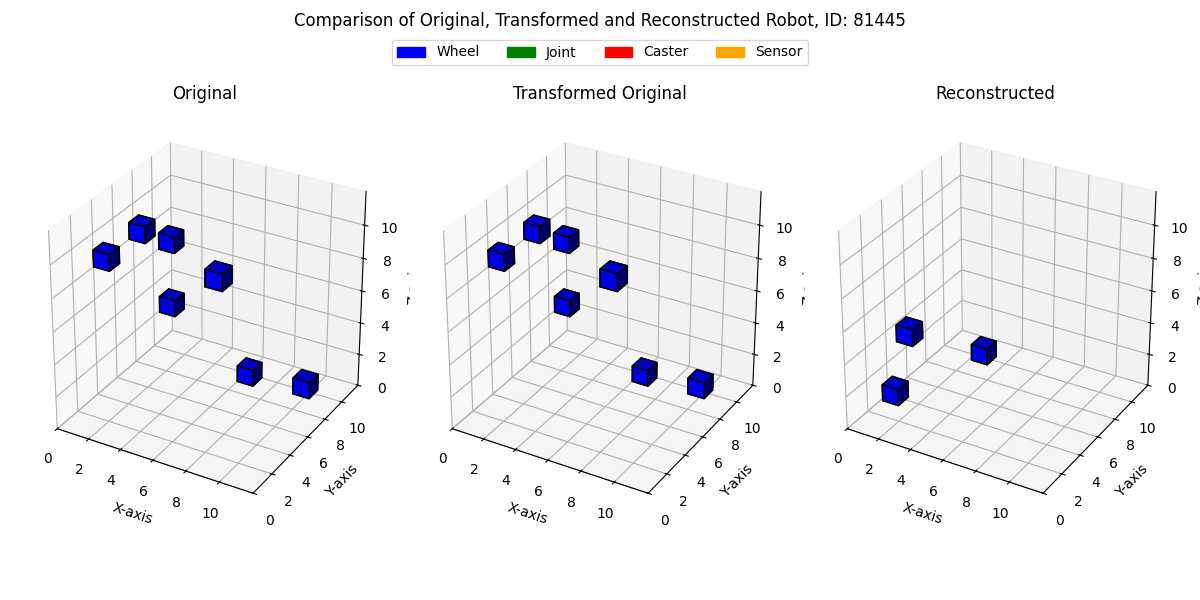 Comparison of Original, Transformed and Reconstructed Robot, ID: 81445
Wheel Joint Caster Sensor
Original
Transformed Original
Reconstructed
0 2 4 6 8 10
X-axis
0 2 4 6 8 10
Y-axis
0 2 4 6 8 10
0 2 4 6 8 10
X-axis
0 2 4 6 8 10
Y-axis
0 2 4 6 8 10
0 2 4 6 8 10
X-axis
0 2 4 6 8 10
Y-axis
0 2 4 6 8 10